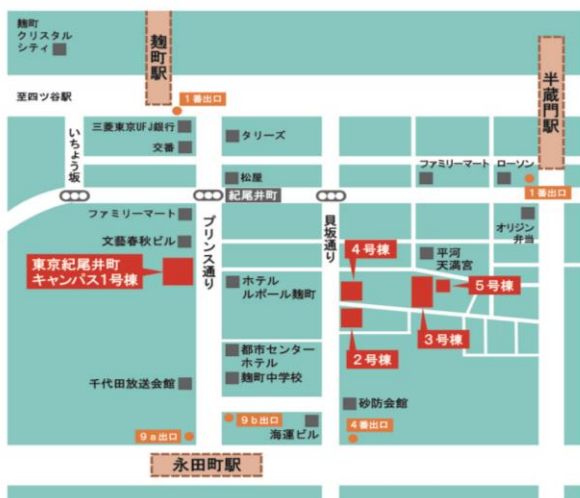 麹町
クリスタル
シティ
麹町駅
半蔵門駅
至四ツ谷駅
1番出口
いちょう坂
三菱東京UFJ銀行
交番
タリーズ
松屋
ファミリーマート
ローソン
紀尾井町
1番出口
ファミリーマート
プリンス通り
貝坂通り
オリジン
弁当
文藝春秋ビル
4号棟
平河
天満宮
東京紀尾井町
キャンパス1号棟
ホテル
ルポール麹町
5号棟
2号棟
3号棟
都市センター
ホテル
麹町中学校
千代田放送会館
砂防会館
9a出口
9b出口
海運ビル
4番出口
永田町駅